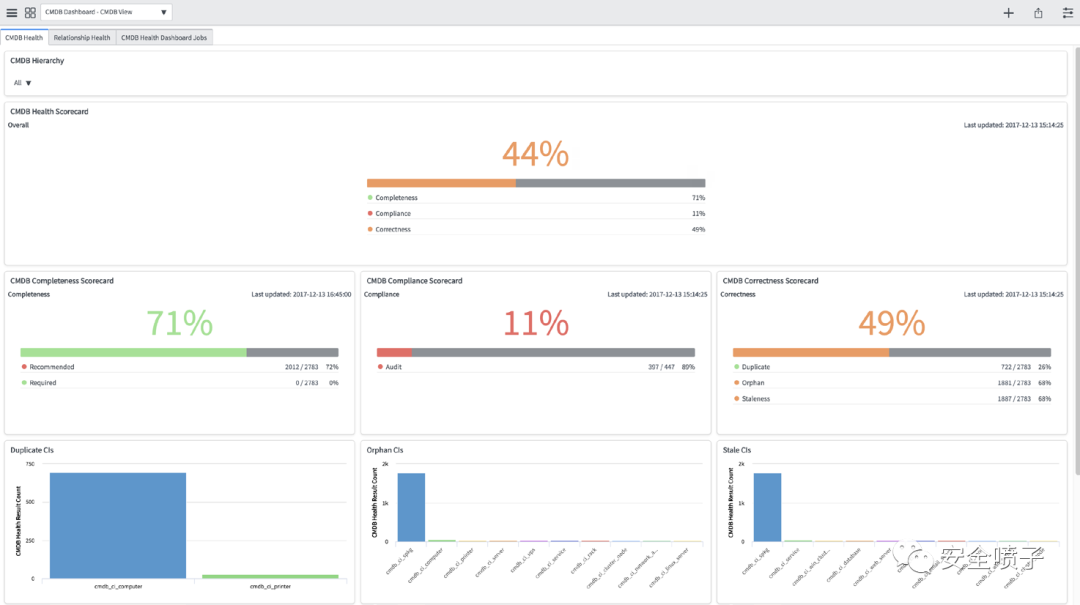 CMDB Dashboard - CMDB View
CMDB Health
Relationship Health
CMDB Health Dashboard Jobs
CMDB Hierarchy
All
CMDB Health Scorecard
Overall
Last updated: 2017-12-13 15:14:25
44%
Completeness 71%
Compliance 11%
Correctness 49%
CMDB Completeness Scorecard
Completeness
Last updated: 2017-12-13 16:45:00
71%
Recommended 2012 / 2783 72%
Required 0 / 2783 0%
CMDB Compliance Scorecard
Compliance
Last updated: 2017-12-13 15:14:25
11%
Audit 397 / 447 89%
CMDB Correctness Scorecard
Correctness
Last updated: 2017-12-13 15:14:25
49%
Duplicate 722 / 2783 26%
Orphan 1881 / 2783 68%
Staleness 1887 / 2783 68%
Duplicate CIs
CMDB Health Result Count
750
500
250
0
cmdb_ci_computer
cmdb_ci_printer
Orphan CIs
CMDB Health Result Count
2k
1k
0
cmdb_ci_spkg
cmdb_ci_computer
cmdb_ci_printer
cmdb_ci_server
cmdb_ci_vpn
cmdb_ci_service
cmdb_ci_rack
cmdb_ci_cluster_node
cmdb_ci_network_a...
cmdb_ci_linux_server
Stale CIs
CMDB Health Result Count
2k
1k
0
cmdb_ci_spkg
cmdb_ci_service
cmdb_ci_win_clust...
cmdb_ci_database
cmdb_ci_web_server
安全喷子